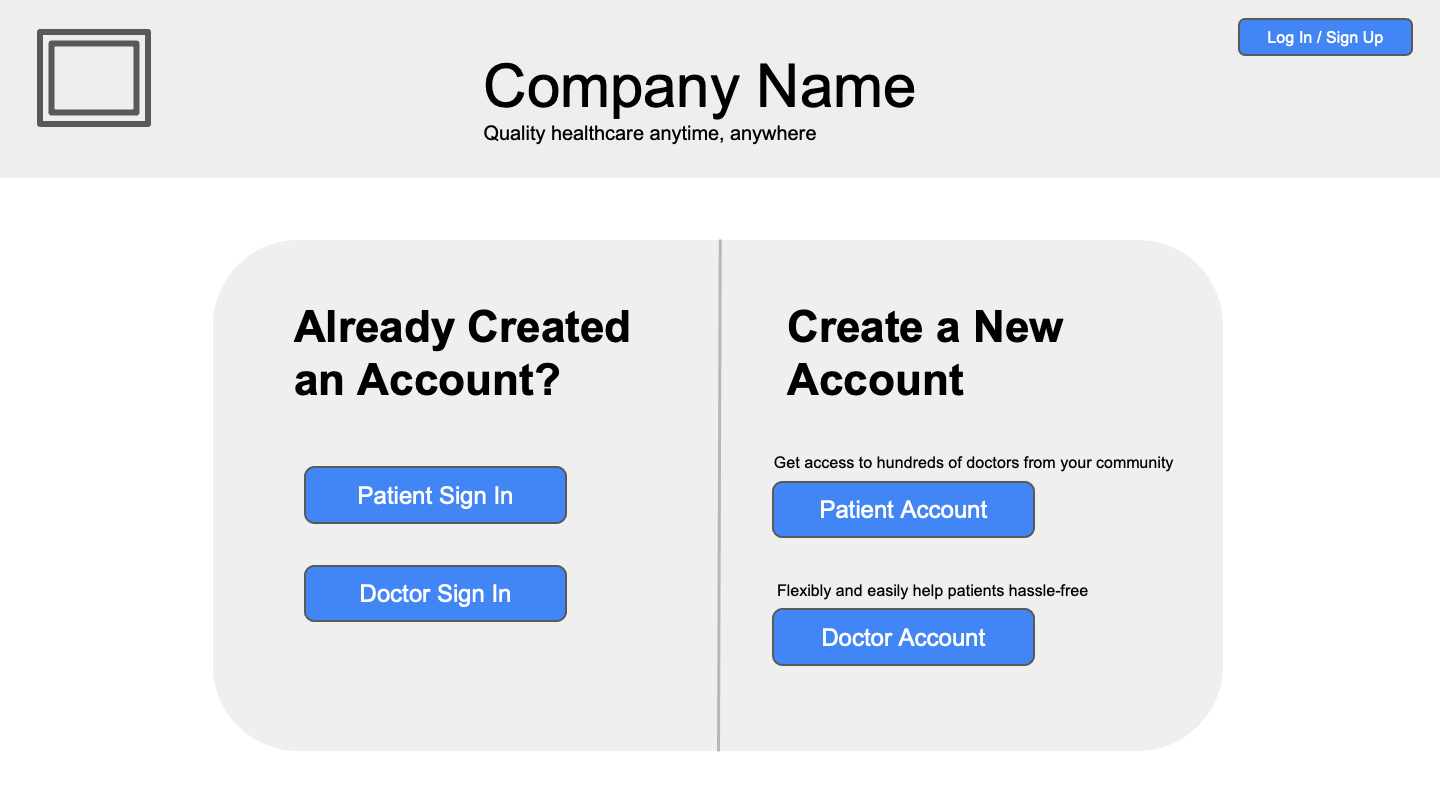 Log In / Sign Up
Company Name
Quality healthcare anytime, anywhere
Already Created
an Account?
Patient Sign In
Doctor Sign In
Create a New
Account
Get access to hundreds of doctors from your community
Patient Account
Flexibly and easily help patients hassle-free
Doctor Account